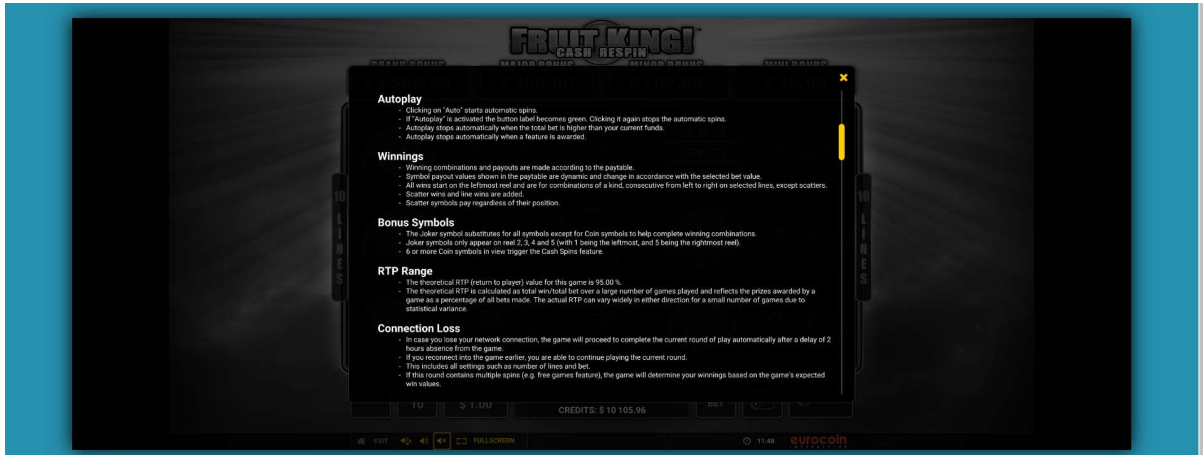 FRUIT KING!
CASH RESPIN
GRAND BONUS MAJOR BONUS MINOR BONUS MINI BONUS
Autoplay
- Clicking on "Auto" starts automatic spins.
- If "Autoplay" is activated the button label becomes green. Clicking it again stops the automatic spins.
- Autoplay stops automatically when the total bet is higher than your current funds.
- Autoplay stops automatically when a feature is awarded.
Winnings
- Winning combinations and payouts are made according to the paytable.
- Symbol payout values shown in the paytable are dynamic and change in accordance with the selected bet value.
- All wins start on the leftmost reel and are for combinations of a kind, consecutive from left to right on selected lines, except scatters.
- Scatter wins and line wins are added.
- Scatter symbols pay regardless of their position.
Bonus Symbols
- The Joker symbol substitutes for all symbols except for Coin symbols to help complete winning combinations.
- Joker symbols only appear on reel 2, 3, 4 and 5 (with 1 being the leftmost, and 5 being the rightmost reel).
- 6 or more Coin symbols in view trigger the Cash Spins feature.
RTP Range
- The theoretical RTP (return to player) value for this game is 95.00 %.
- The theoretical RTP is calculated as total win/total bet over a large number of games played and reflects the prizes awarded by a
game as a percentage of all bets made. The actual RTP can vary widely in either direction for a small number of games due to
statistical variance.
Connection Loss
- In case you lose your network connection, the game will proceed to complete the current round of play automatically after a delay of 2
hours absence from the game.
- If you reconnect into the game earlier, you are able to continue playing the current round.
- This includes all settings such as number of lines and bet.
- If this round contains multiple spins (e.g. free games feature), the game will determine your winnings based on the game's expected
win values.
10 LINES
10 LINES
10 $ 1.00 CREDITS: $ 10 105.96 BET
EXIT FULLSCREEN 11:48 eurocoin
INTERACTIVE